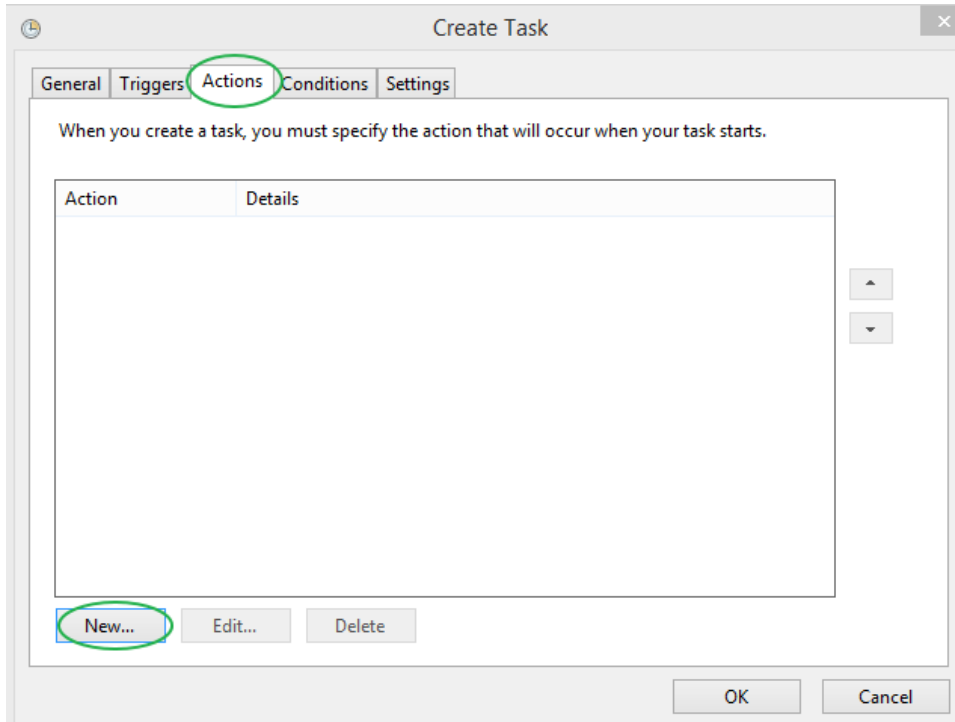 Create Task
General Triggers Actions Conditions Settings
When you create a task, you must specify the action that will occur when your task starts.
Action Details
New... Edit... Delete
OK Cancel